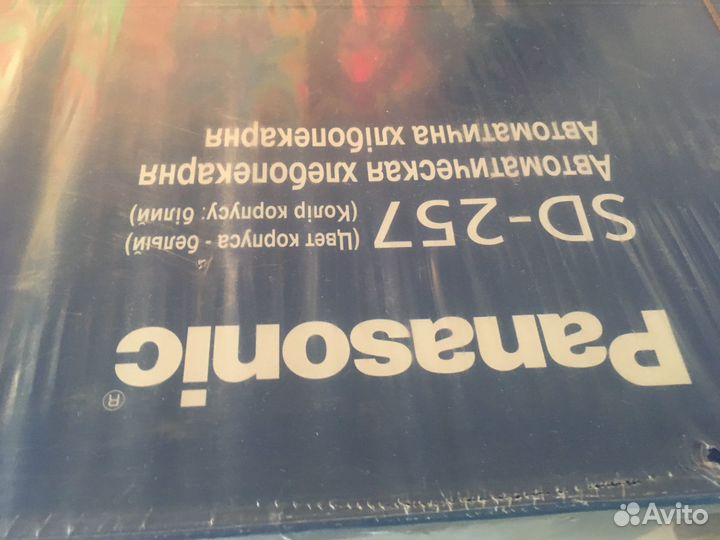 Panasonic®
SD-257 (Цвет корпуса - белый)
(Колір корпусу: білий)
Автоматическая хлебопекарня
Автоматична хлібопекарня
Avito